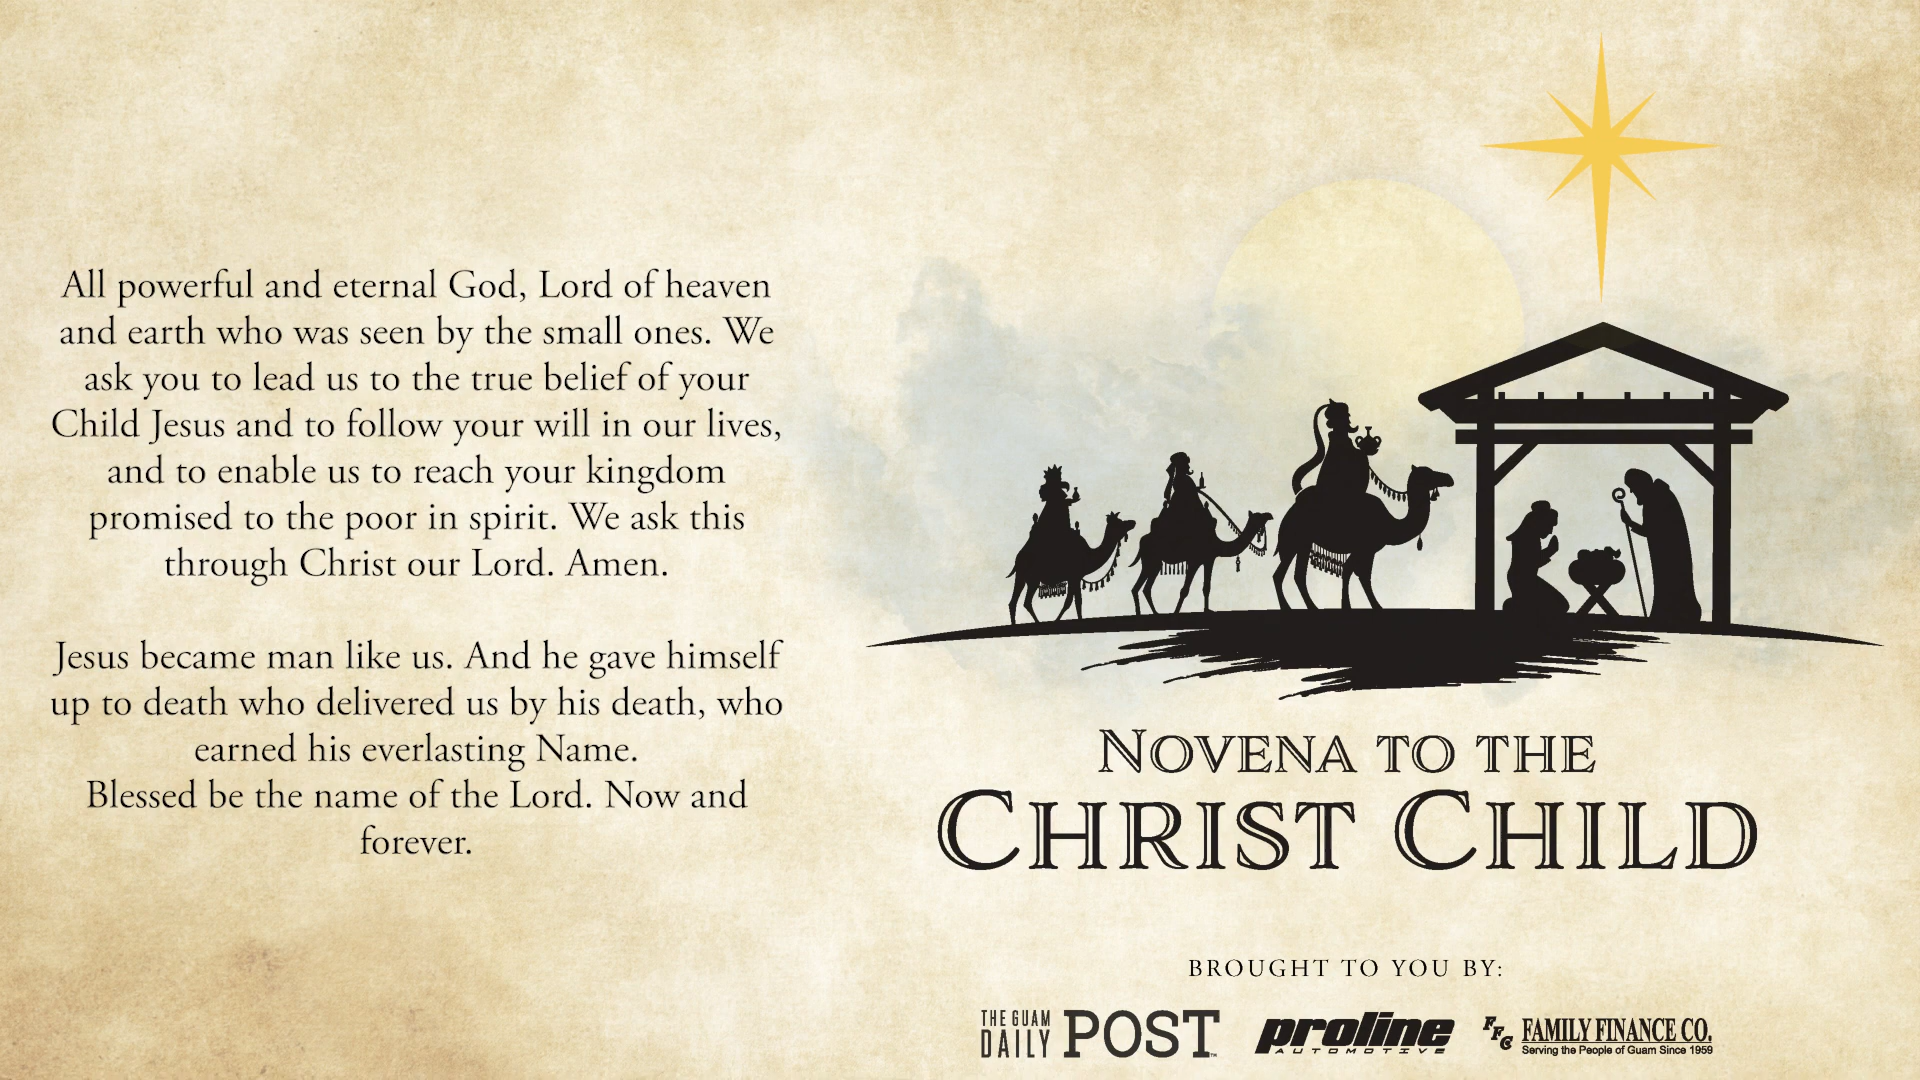 All powerful and eternal God, Lord of heaven
and earth who was seen by the small ones. We
ask you to lead us to the true belief of your
Child Jesus and to follow your will in our lives,
and to enable us to reach your kingdom
promised to the poor in spirit. We ask this
through Christ our Lord. Amen.
Jesus became man like us. And he gave himself
up to death who delivered us by his death, who
earned his everlasting Name.
Blessed be the name of the Lord. Now and
forever.
NOVENA TO THE
CHRIST CHILD
BROUGHT TO YOU BY:
THE GUAM
DAILY POST
proline
AUTOMOTIVE
FFC FAMILY FINANCE CO.
Serving the People of Guam Since 1959